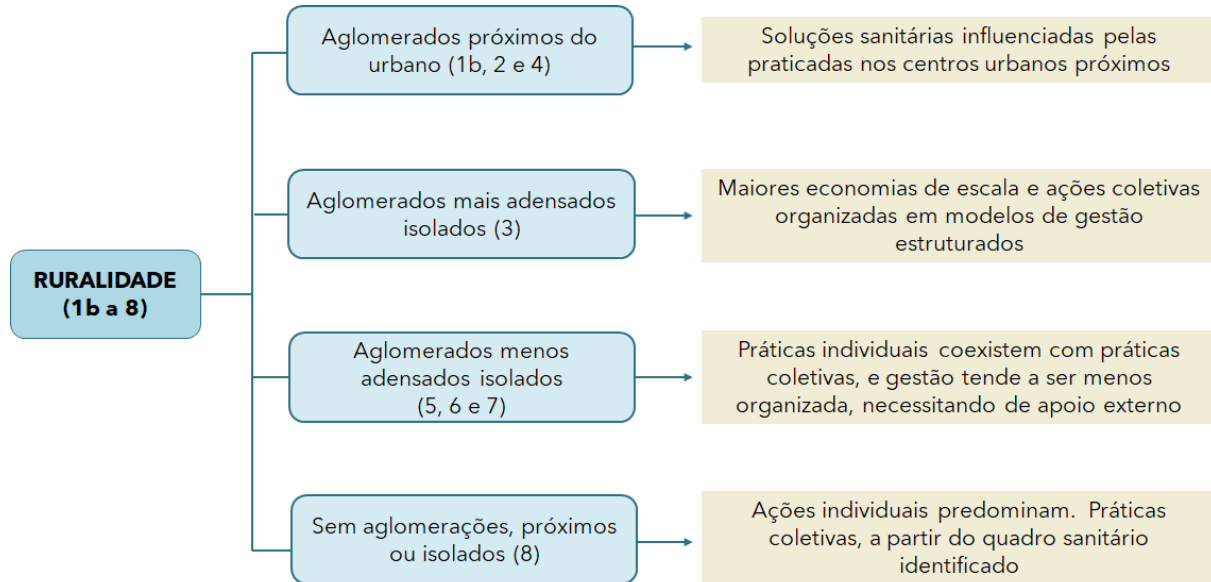 Aglomerados próximos do
urbano (1b, 2 e 4)
Soluções sanitárias influenciadas pelas
praticadas nos centros urbanos próximos
Aglomerados mais adensados
isolados (3)
Maiores economias de escala e ações coletivas
organizadas em modelos de gestão
estruturados
RURALIDADE
(1b a 8)
Aglomerados menos
adensados isolados
(5, 6 e 7)
Práticas individuais coexistem com práticas
coletivas, e gestão tende a ser menos
organizada, necessitando de apoio externo
Sem aglomerações, próximos
ou isolados (8)
Ações individuais predominam. Práticas
coletivas, a partir do quadro sanitário
identificado